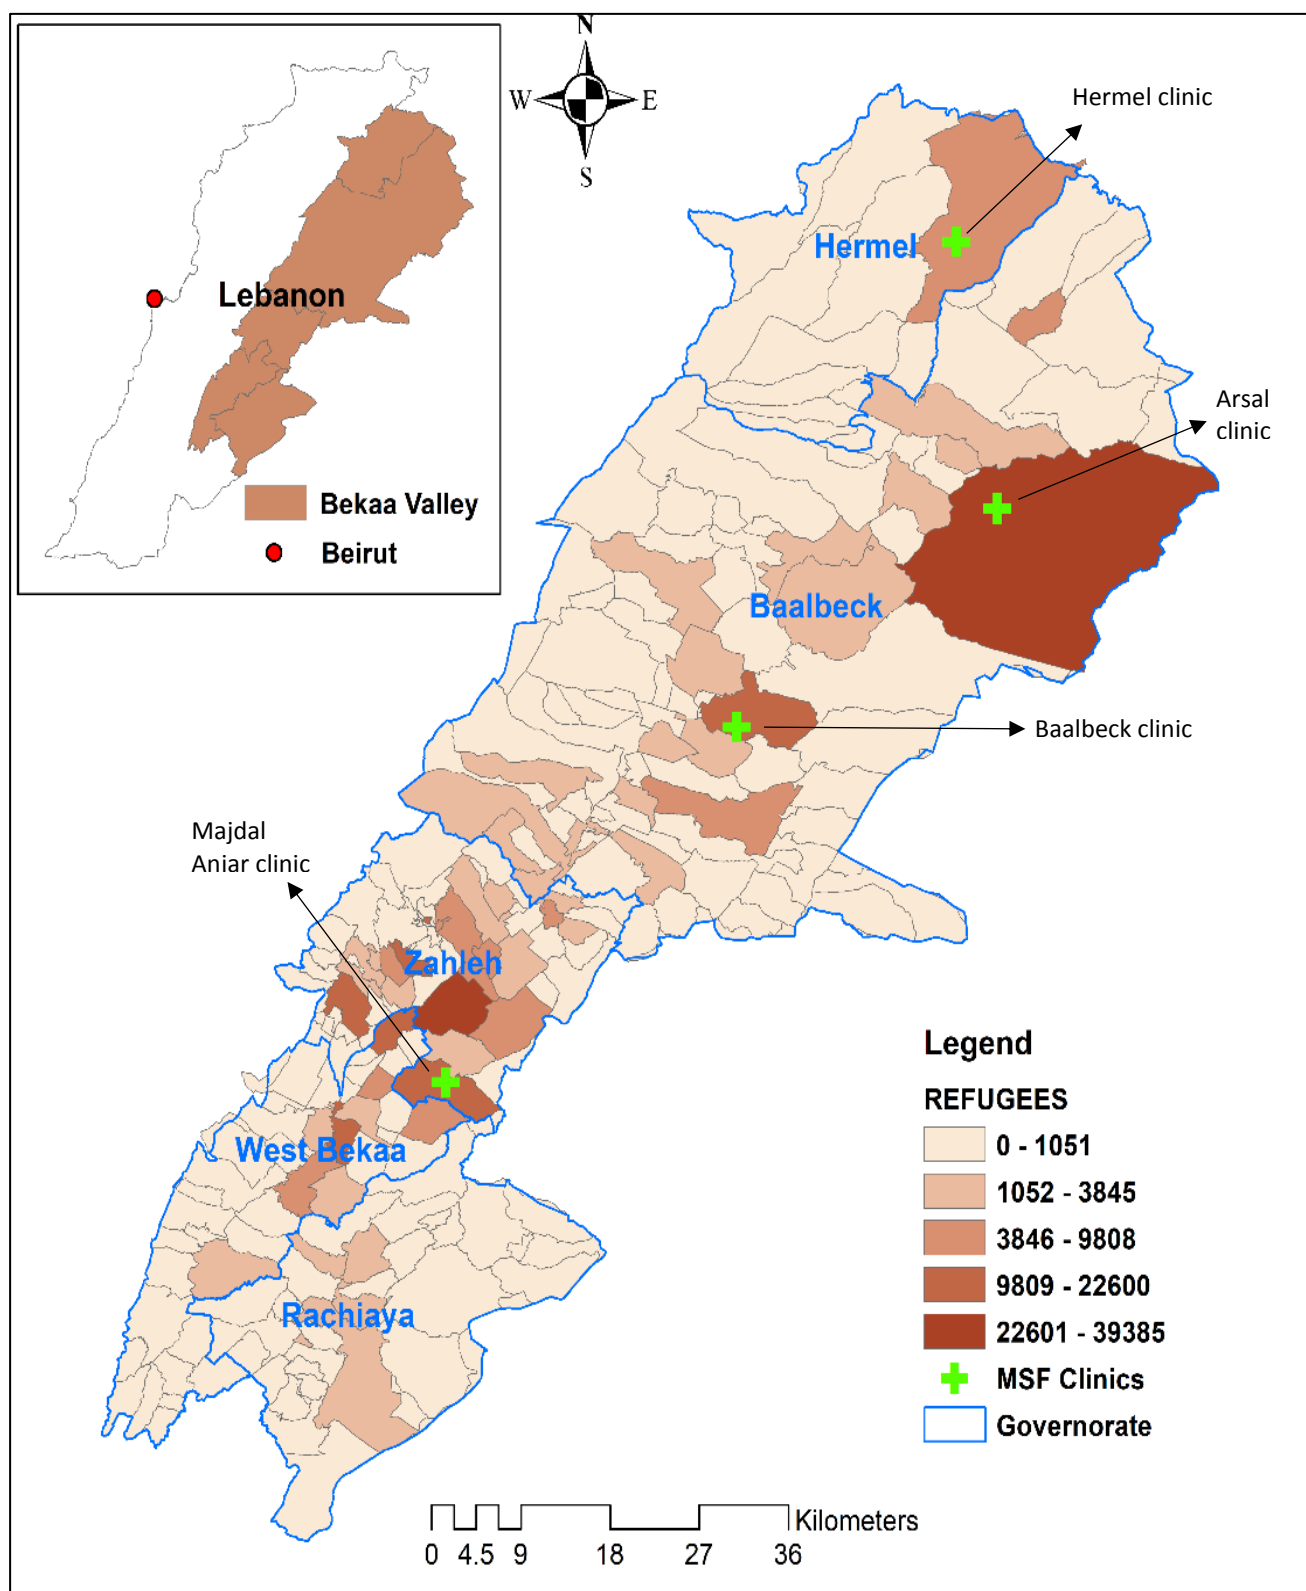 N
W
E
S
Lebanon
Bekaa Valley
Beirut
Hermel clinic
Hermel
Arsal
clinic
Baalbeck
Baalbeck clinic
Majdal
Aniar clinic
Zahleh
West Bekaa
Rachiaya
Legend
REFUGEES
0 - 1051
1052 - 3845
3846 - 9808
9809 - 22600
22601 - 39385
MSF Clinics
Governorate
Kilometers
0 4.5 9 18 27 36